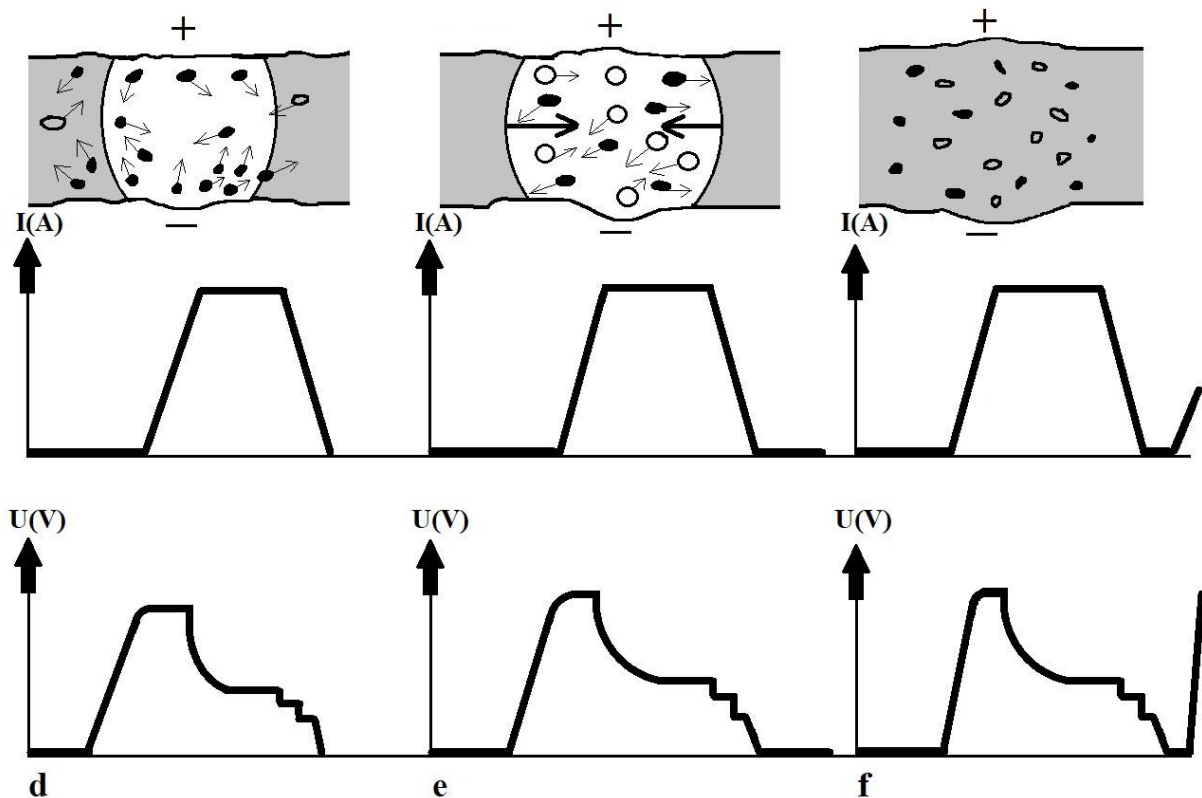 + + +
− − −
I(A) I(A) I(A)
U(V) U(V) U(V)
d e f